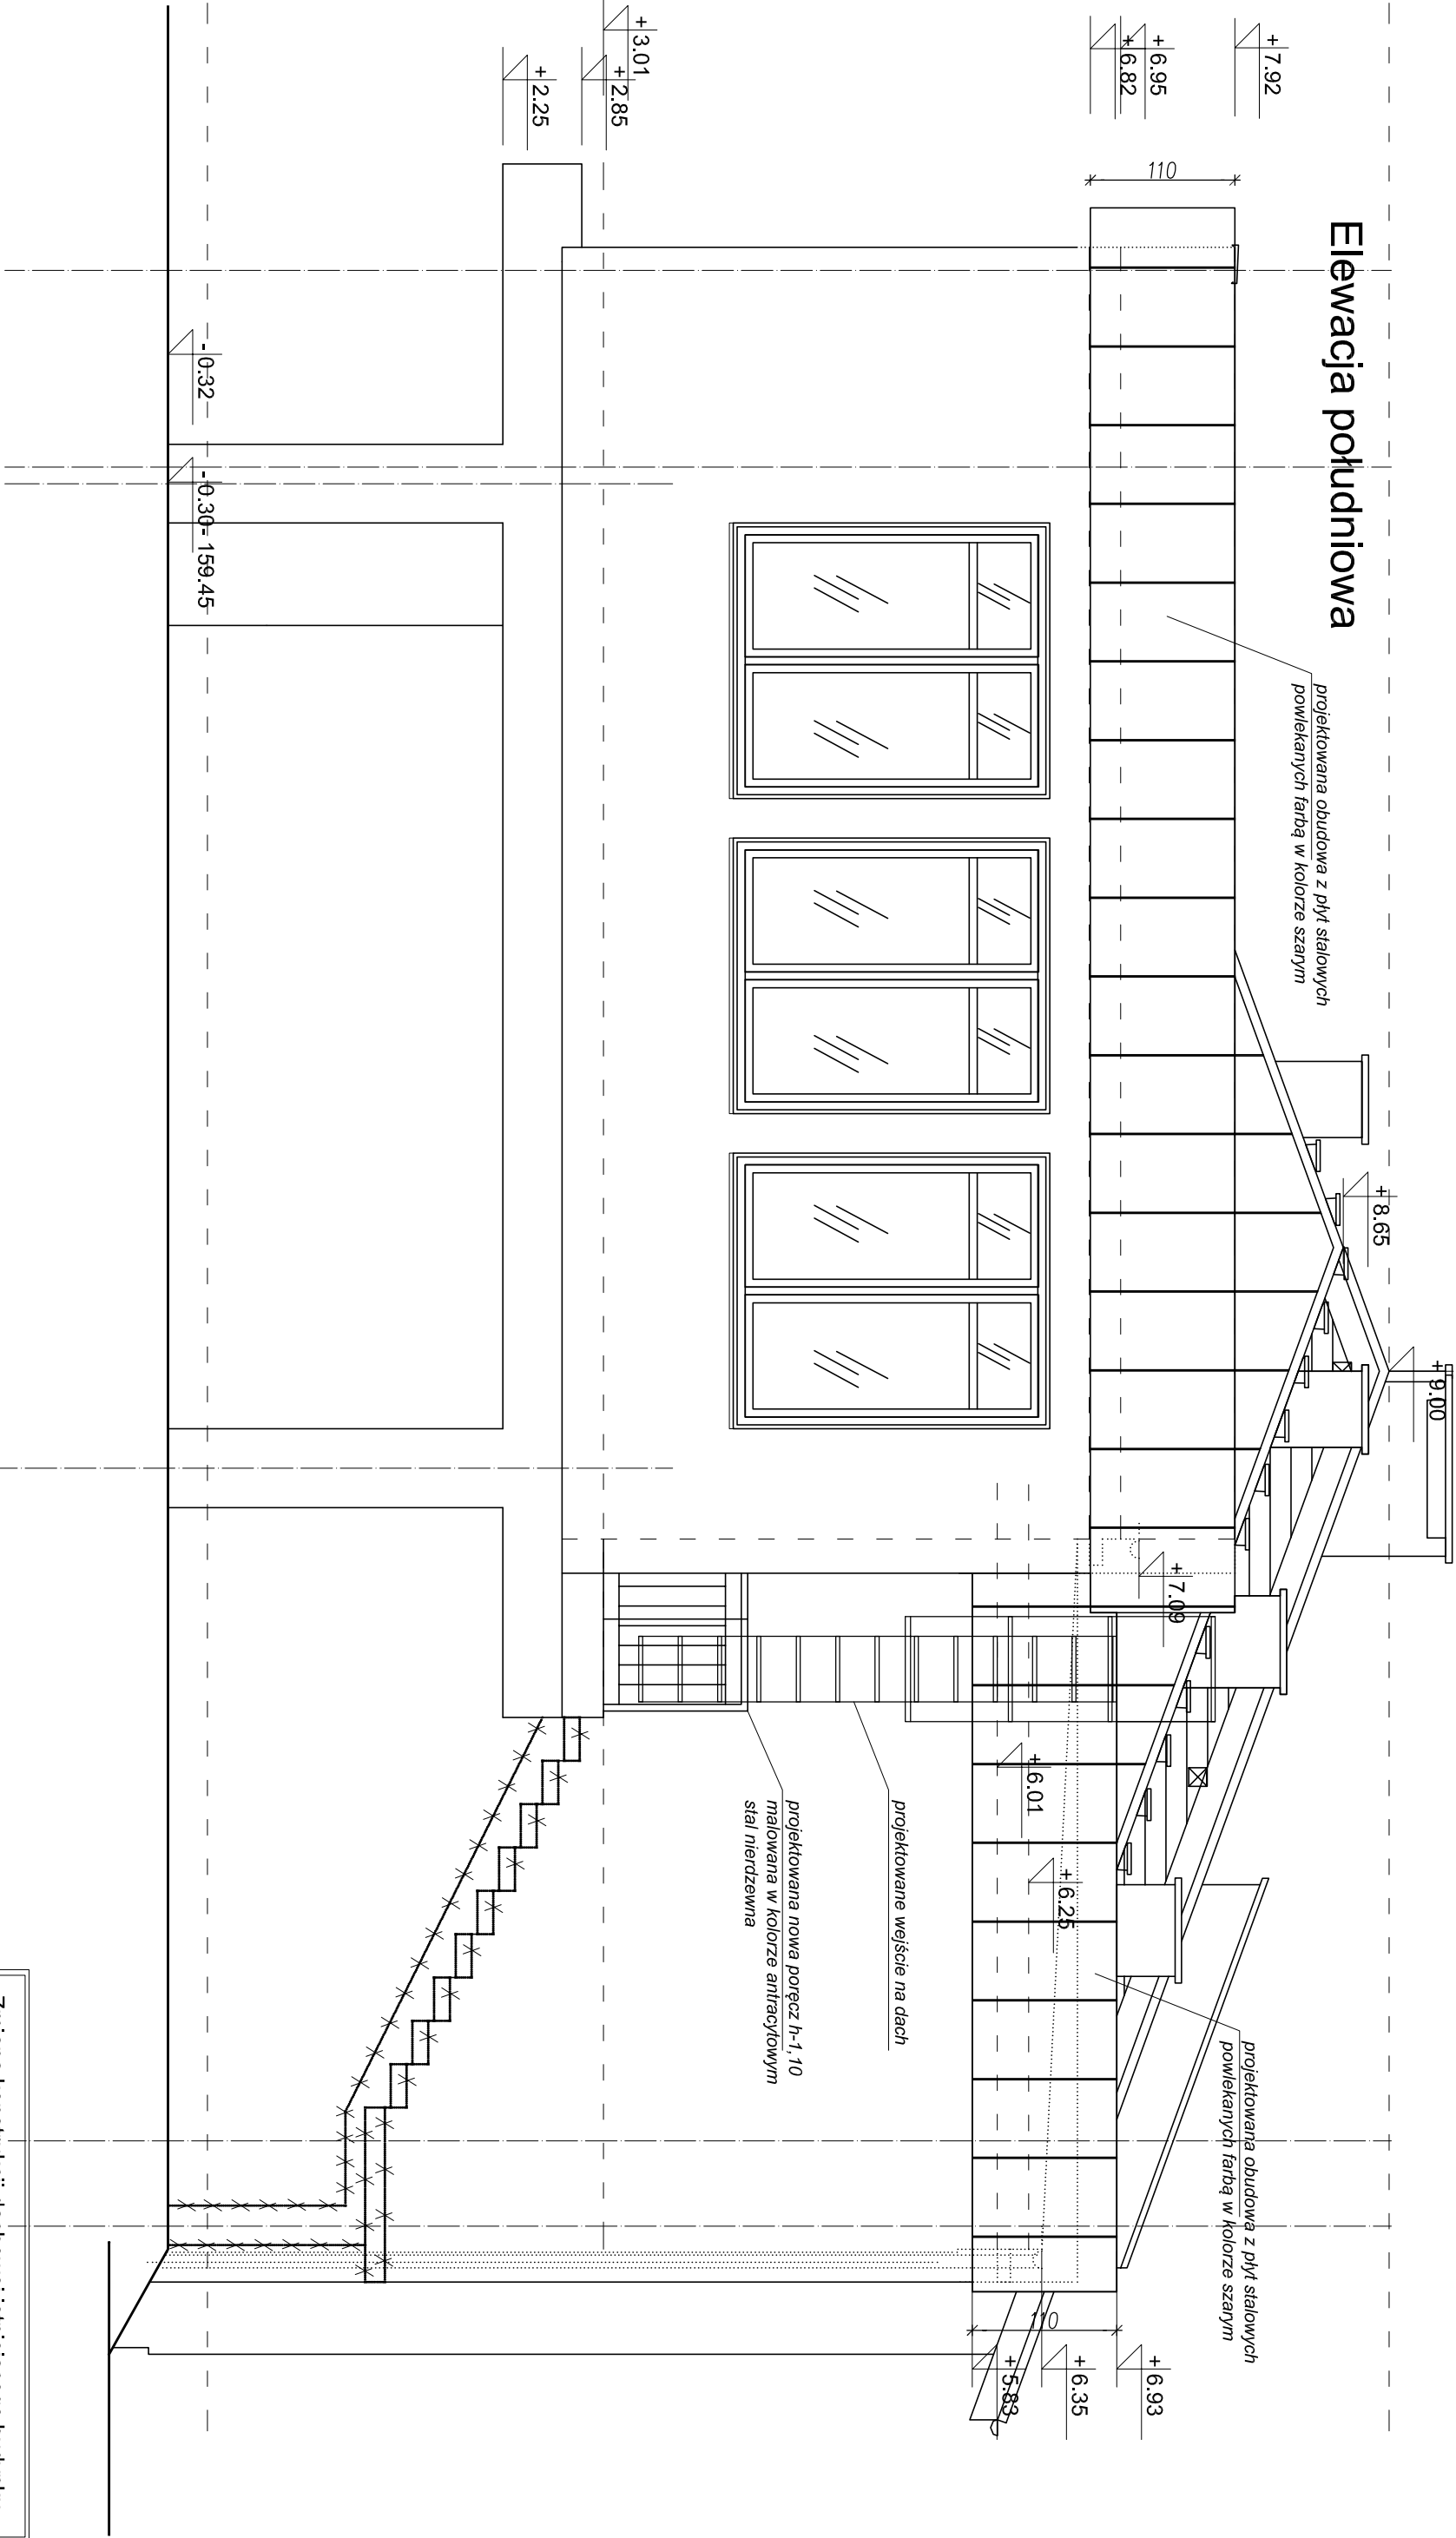 Elewacja południowa
+ 9.00
+ 8.65
+ 7.92
+ 6.95
+ 6.82
110
projektowana obudowa z płyt stalowych
powlekanych farbą w kolorze szarym
+ 7.09
projektowana obudowa z płyt stalowych
powlekanych farbą w kolorze szarym
+ 6.93
+ 6.35
+ 5.83
110
+ 6.25
+ 6.01
projektowane wejście na dach
projektowana nowa poręcz h-1,10
malowana w kolorze antracytowym
stal nierdzewna
+ 3.01
+ 2.85
+ 2.25
- 0.32
- 0.30 - 159.45